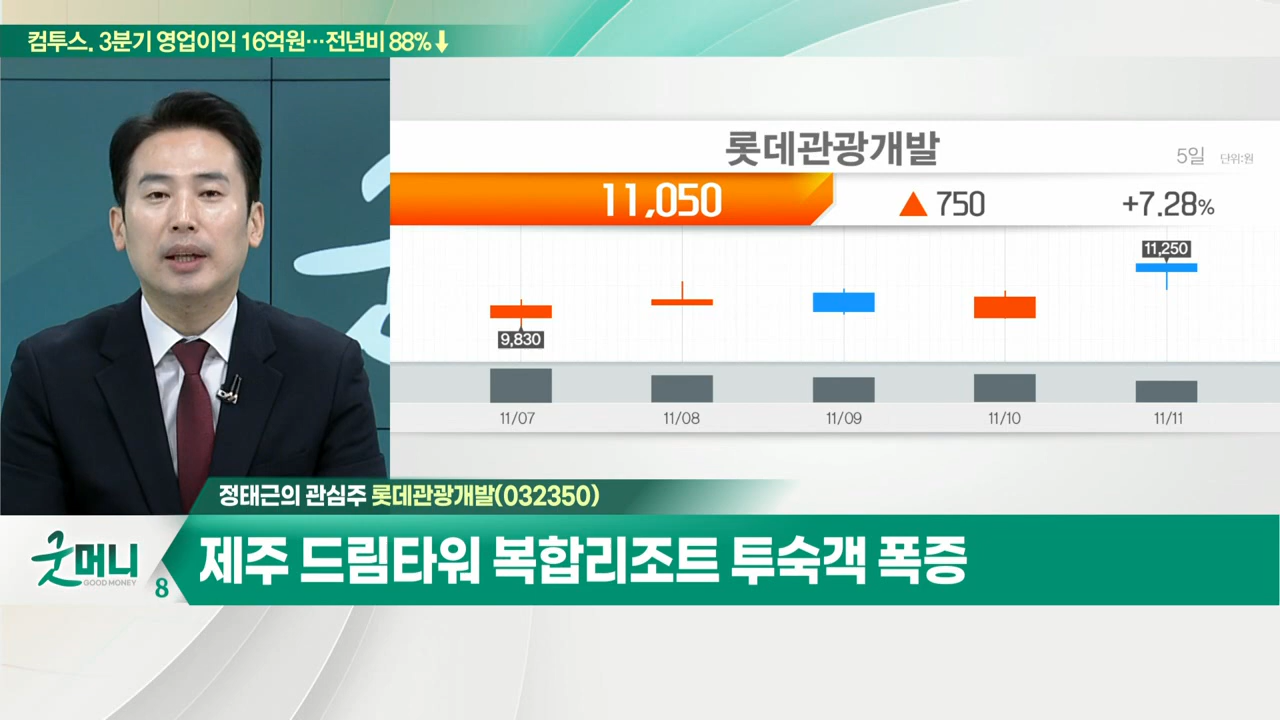 컴투스, 3분기 영업이익 16억원…전년비 88%⬇
롯데관광개발
5일 단위:원
11,050 ▲ 750 +7.28%
11,250
9,830
11/07 11/08 11/09 11/10 11/11
정태근의 관심주 롯데관광개발(032350)
굿머니
GOOD MONEY
8
제주 드림타워 복합리조트 투숙객 폭증